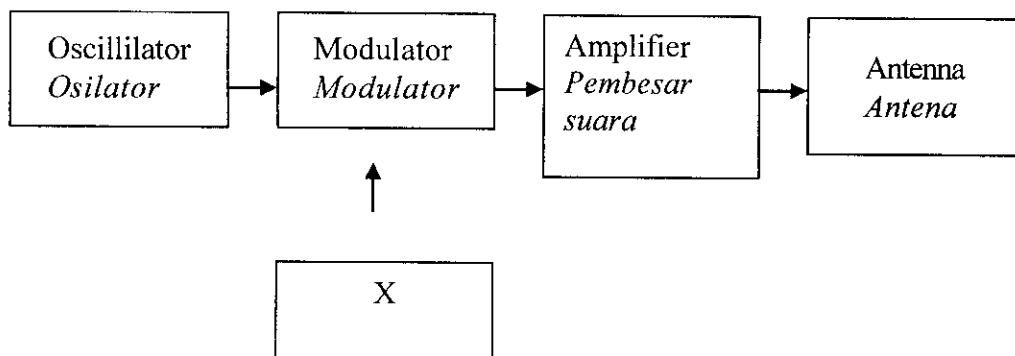 Oscillilator
Osilator
Modulator
Modulator
Amplifier
Pembesar
suara
Antenna
Antena
X